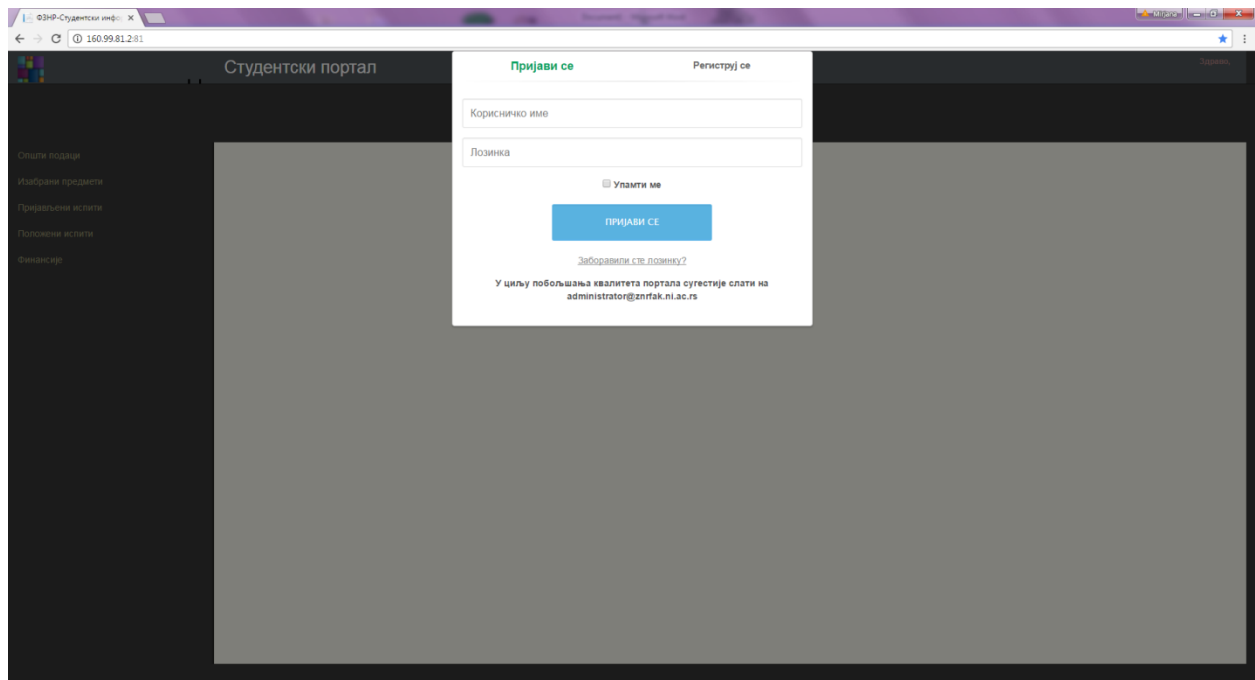 ФЗНР-Студентски инфо
Mirjana
160.99.81.2:81
Студентски портал
Здраво,
Пријави се
Региструј се
Корисничко име
Лозинка
Упамти ме
ПРИЈАВИ СЕ
Заборавили сте лозинку?
У циљу побољшања квалитета портала сугестије слати на
administrator@znrfak.ni.ac.rs
Општи подаци
Изабрани предмети
Пријављени испити
Положени испити
Финансије